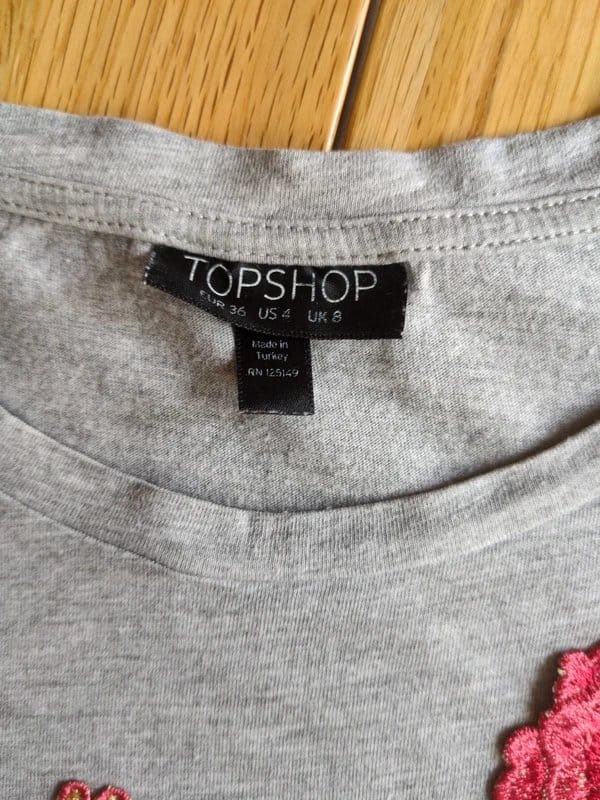 TOPSHOP
EUR 36 US 4 UK 8
Made in
Turkey
RN 125149